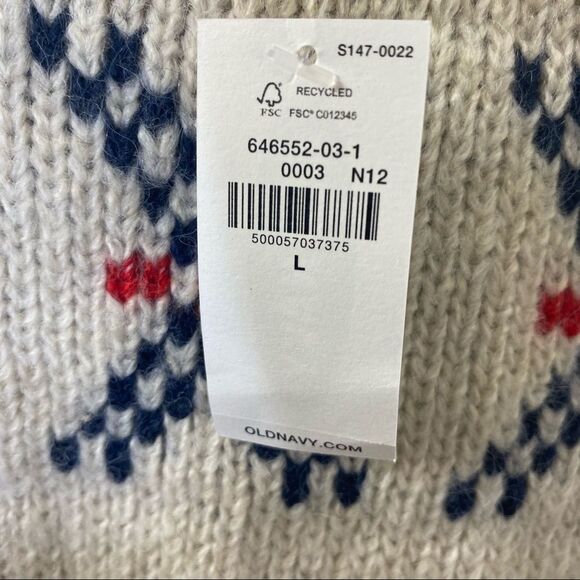 S147-0022
RECYCLED
FSC FSC® C012345
646552-03-1
0003 N12
500057037375
L
OLDNAVY.COM